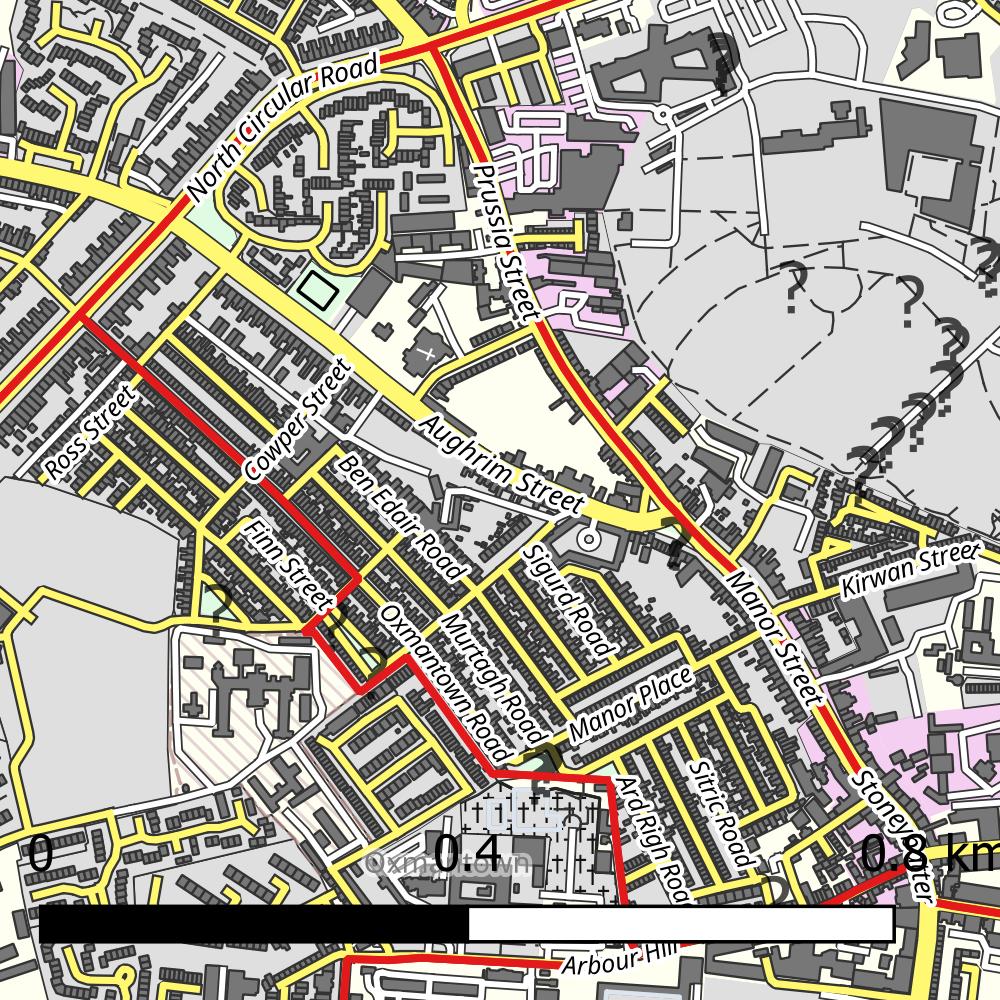 North Circular Road
Prussia Street
Ross Street
Cowper Street
Aughrim Street
Ben Edair Road
Finn Street
Sigurd Road
Kirwan Street
Oxmantown Road
Murtagh Road
Manor Street
Manor Place
Stoneybatter
Sitric Road
Ard Righ Road
0 0.4 0.8 km
Oxmantown
Arbour Hill